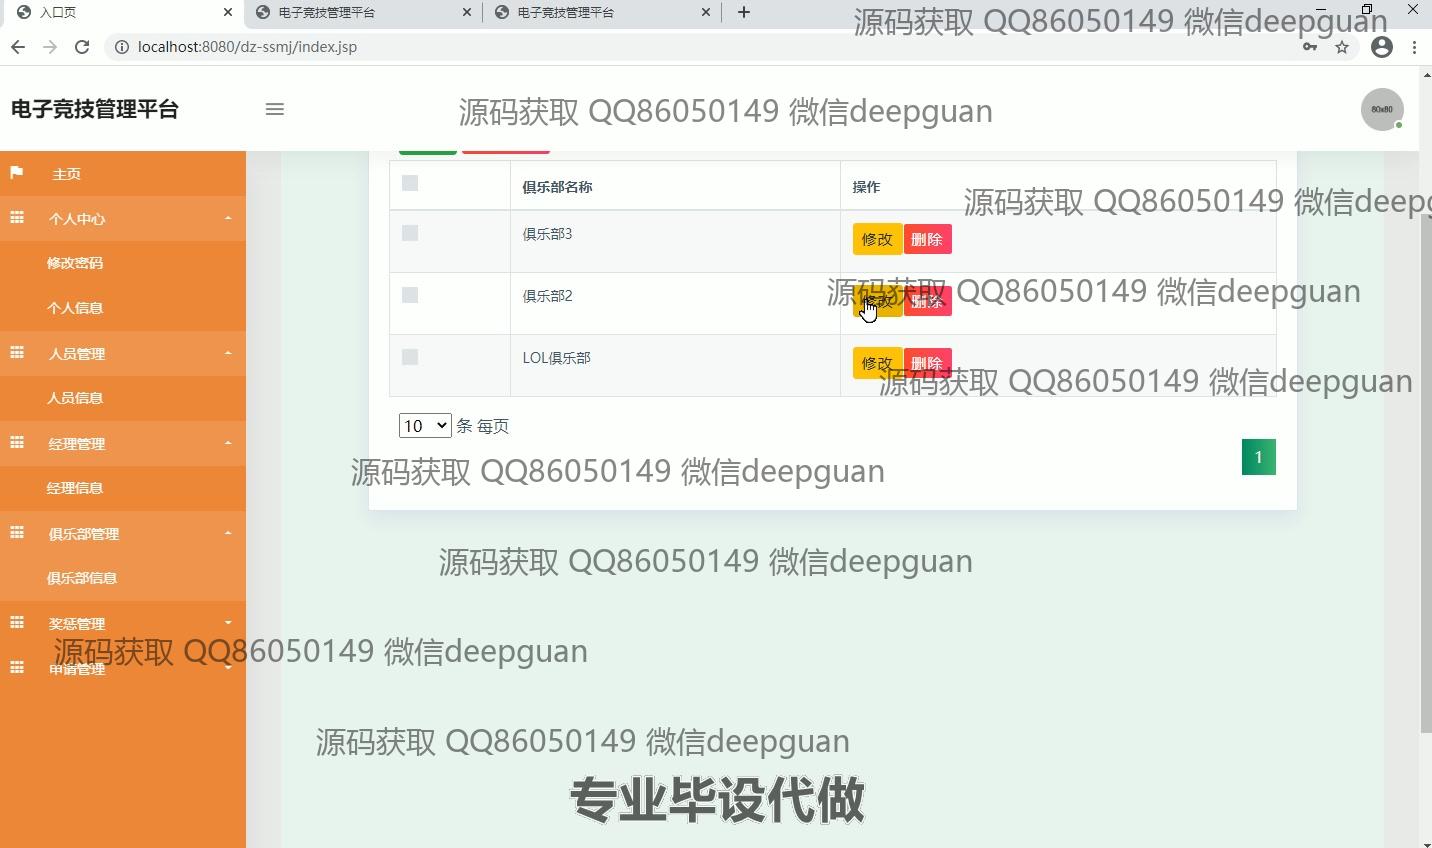 入口页
电子竞技管理平台
电子竞技管理平台
源码获取 QQ86050149 微信deepguan
localhost:8080/dz-ssmj/index.jsp
电子竞技管理平台
源码获取 QQ86050149 微信deepguan
80x80
主页
个人中心
修改密码
个人信息
人员管理
人员信息
经理管理
经理信息
俱乐部管理
俱乐部信息
奖惩管理
申请管理
俱乐部名称 操作
源码获取 QQ86050149 微信deepg
俱乐部3 修改 删除
俱乐部2 修改 删除
源码获取 QQ86050149 微信deepguan
LOL俱乐部 修改 删除
源码获取 QQ86050149 微信deepguan
10 条 每页
1
源码获取 QQ86050149 微信deepguan
源码获取 QQ86050149 微信deepguan
源码获取 QQ86050149 微信deepguan
源码获取 QQ86050149 微信deepguan
专业毕设代做